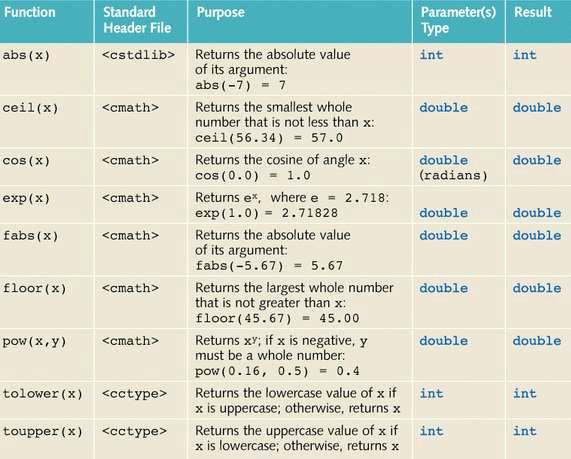 Function Standard Header File Purpose Parameter(s) Type Result
abs(x) <cstdlib> Returns the absolute value int int
of its argument:
abs(-7) = 7
ceil(x) <cmath> Returns the smallest whole double double
number that is not less than x:
ceil(56.34) = 57.0
cos(x) <cmath> Returns the cosine of angle x: double double
cos(0.0) = 1.0 (radians)
exp(x) <cmath> Returns eˣ, where e = 2.718:
exp(1.0) = 2.71828 double double
fabs(x) <cmath> Returns the absolute value double double
of its argument:
fabs(-5.67) = 5.67
floor(x) <cmath> Returns the largest whole number double double
that is not greater than x:
floor(45.67) = 45.00
pow(x,y) <cmath> Returns xʸ; if x is negative, y double double
must be a whole number:
pow(0.16, 0.5) = 0.4
tolower(x) <cctype> Returns the lowercase value of x if int int
x is uppercase; otherwise, returns x
toupper(x) <cctype> Returns the uppercase value of x if int int
x is lowercase; otherwise, returns x